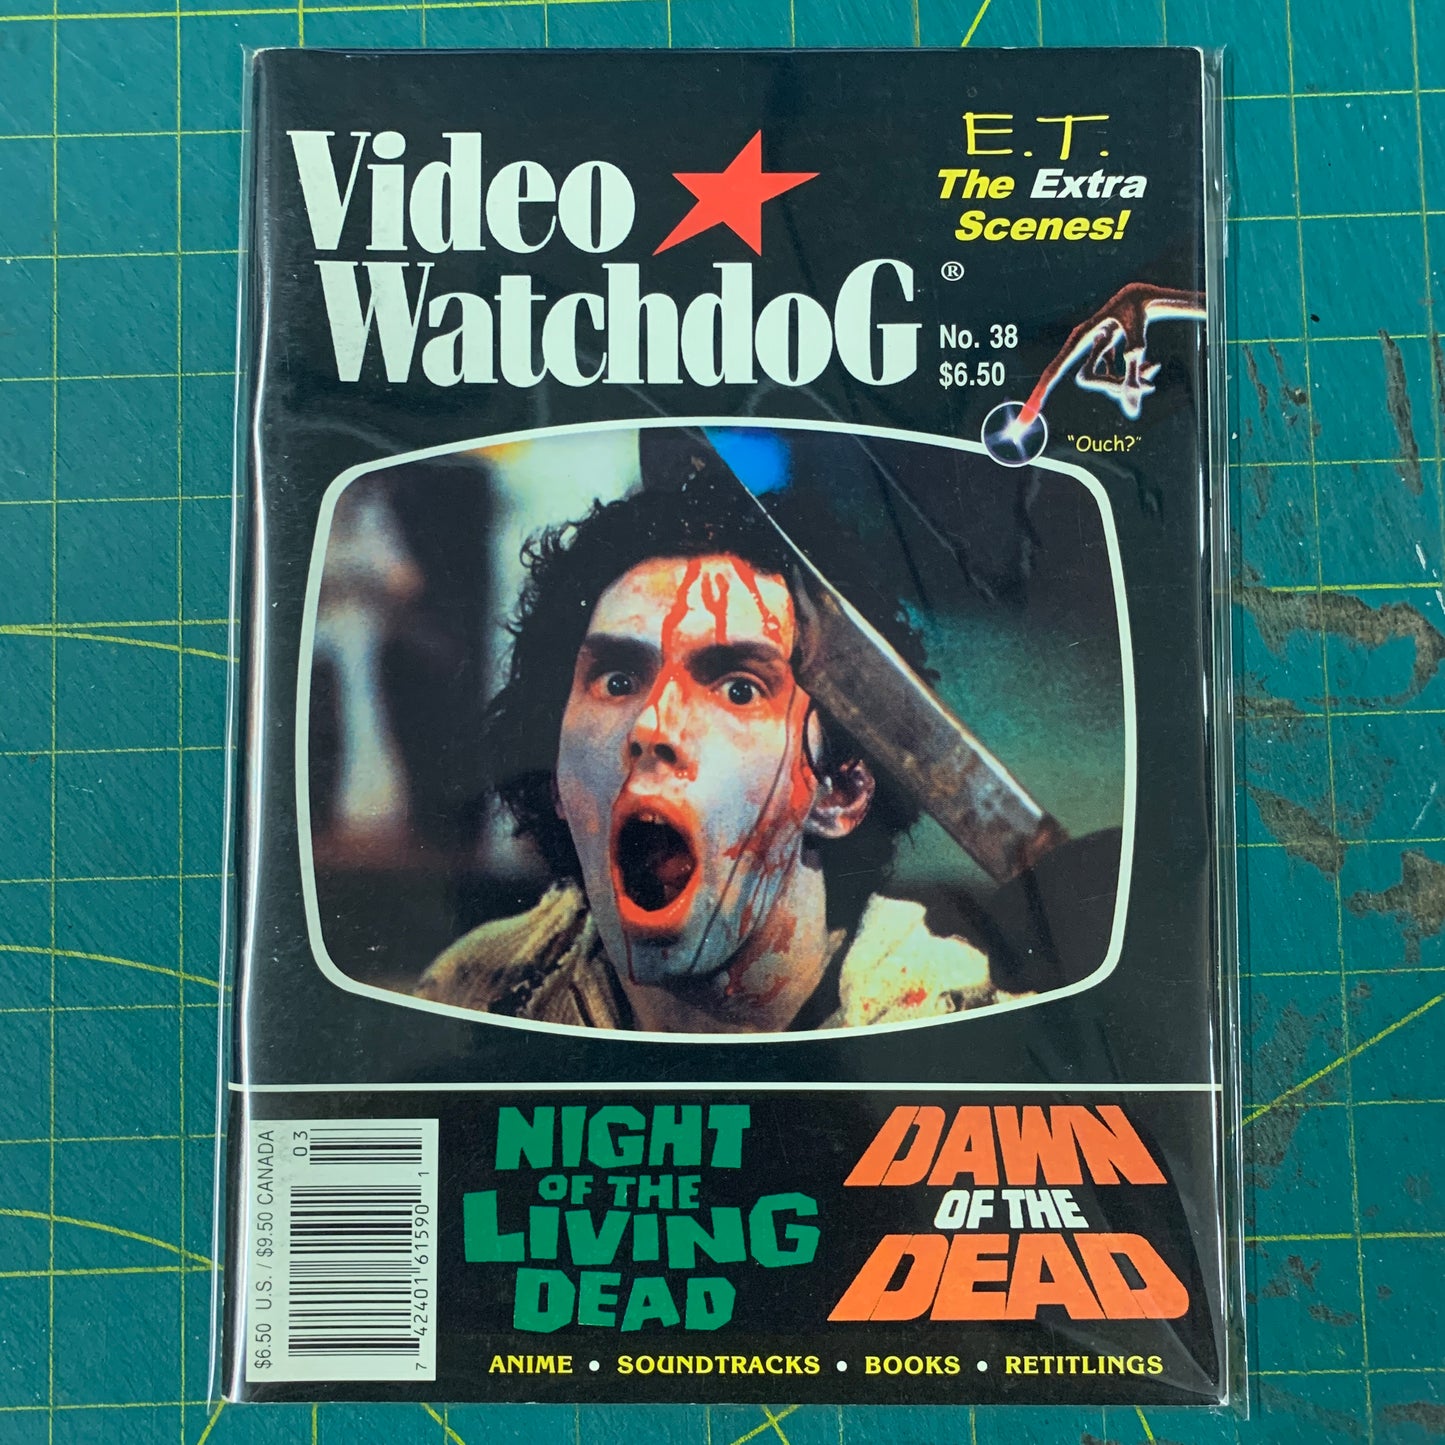 Video
WatchdoG ®
E.T.
The Extra
Scenes!
No. 38
$6.50
"Ouch?"
$6.50 U.S. / $9.50 CANADA
03
7 42401 61590 1
NIGHT
OF THE
LIVING
DEAD
DAWN
OF THE
DEAD
ANIME • SOUNDTRACKS • BOOKS • RETITLINGS